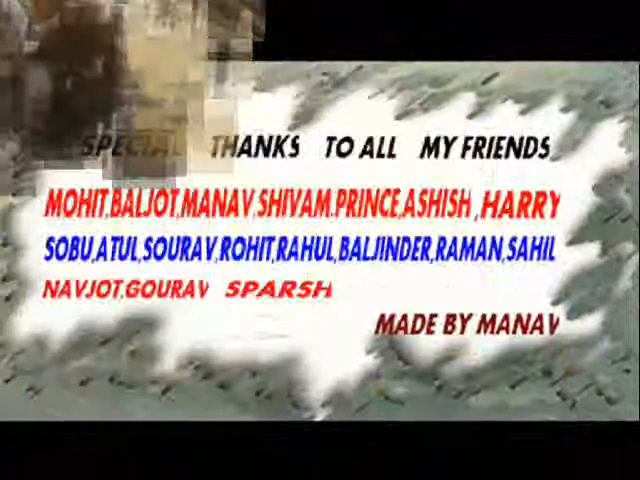 SPECIAL THANKS TO ALL MY FRIENDS
MOHIT,BALJOT,MANAV,SHIVAM.PRINCE,ASHISH ,HARRY
SOBU,ATUL,SOURAV,ROHIT,RAHUL,BALJINDER,RAMAN,SAHIL
NAVJOT,GOURAV SPARSH
MADE BY MANAV